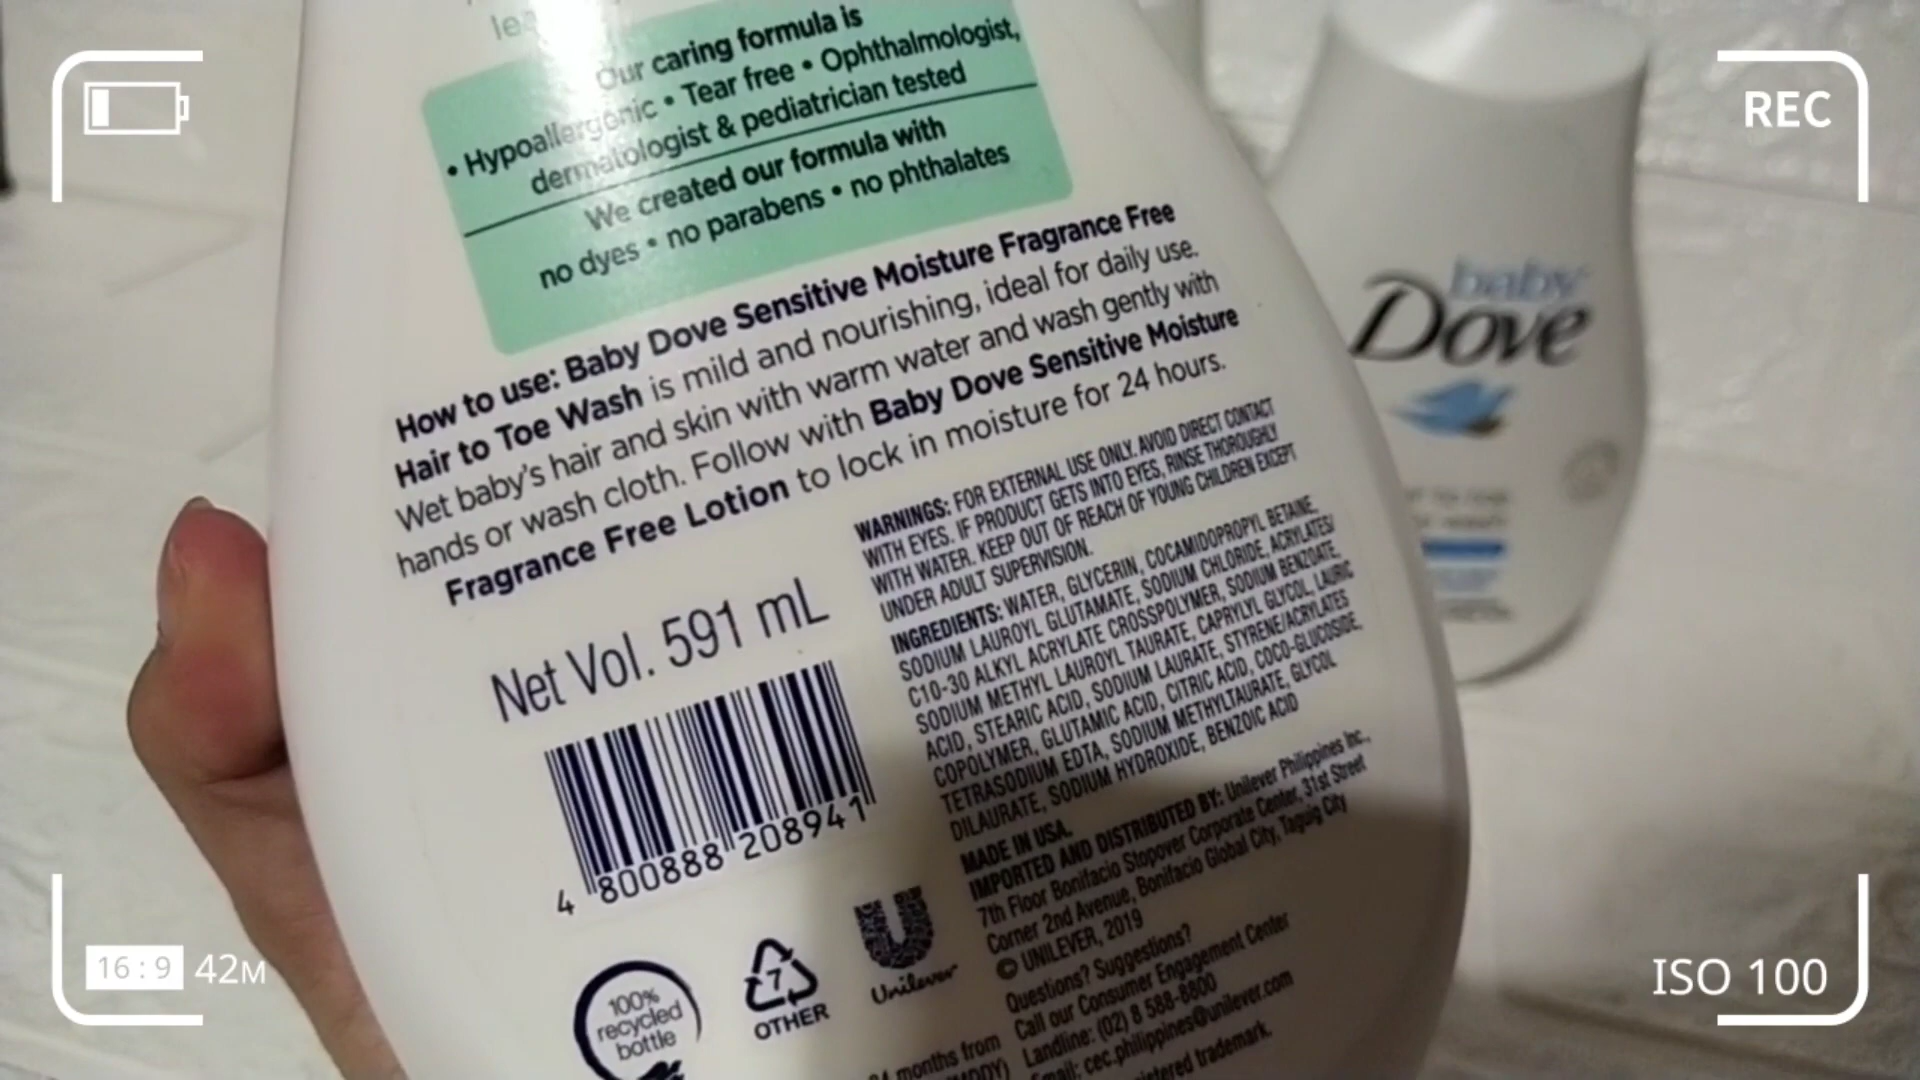 REC
Our caring formula is
• Hypoallergenic • Tear free • Ophthalmologist,
dermatologist & pediatrician tested
We created our formula with
no dyes • no parabens • no phthalates
How to use: Baby Dove Sensitive Moisture Fragrance Free
Hair to Toe Wash is mild and nourishing, ideal for daily use.
Wet baby's hair and skin with warm water and wash gently with
hands or wash cloth. Follow with Baby Dove Sensitive Moisture
Fragrance Free Lotion to lock in moisture for 24 hours.
Net Vol. 591 mL
4 800888 208941
WARNINGS: FOR EXTERNAL USE ONLY. AVOID DIRECT CONTACT
WITH EYES. IF PRODUCT GETS INTO EYES, RINSE THOROUGHLY
WITH WATER. KEEP OUT OF REACH OF YOUNG CHILDREN EXCEPT
UNDER ADULT SUPERVISION.
INGREDIENTS: WATER, GLYCERIN, COCAMIDOPROPYL BETAINE,
SODIUM LAUROYL GLUTAMATE, SODIUM CHLORIDE, ACRYLATES/
C10-30 ALKYL ACRYLATE CROSSPOLYMER, SODIUM BENZOATE,
SODIUM METHYL LAUROYL TAURATE, CAPRYLYL GLYCOL, LAURIC
ACID, STEARIC ACID, SODIUM LAURATE, STYRENE/ACRYLATES
COPOLYMER, GLUTAMIC ACID, CITRIC ACID, COCO-GLUCOSIDE,
TETRASODIUM EDTA, SODIUM METHYLTAURATE, GLYCOL
DILAURATE, SODIUM HYDROXIDE, BENZOIC ACID
MADE IN USA.
IMPORTED AND DISTRIBUTED BY: Unilever Philippines Inc.,
7th Floor Bonifacio Stopover Corporate Center, 31st Street
Corner 2nd Avenue, Bonifacio Global City, Taguig City
© UNILEVER, 2019
Questions? Suggestions?
Call our Consumer Engagement Center
Landline: (02) 8 588-8800
Email: cec.philippines@unilever.com
trademark.
100%
recycled
bottle
7
OTHER
Unilever
months from
baby
Dove
16:9 42M
ISO 100